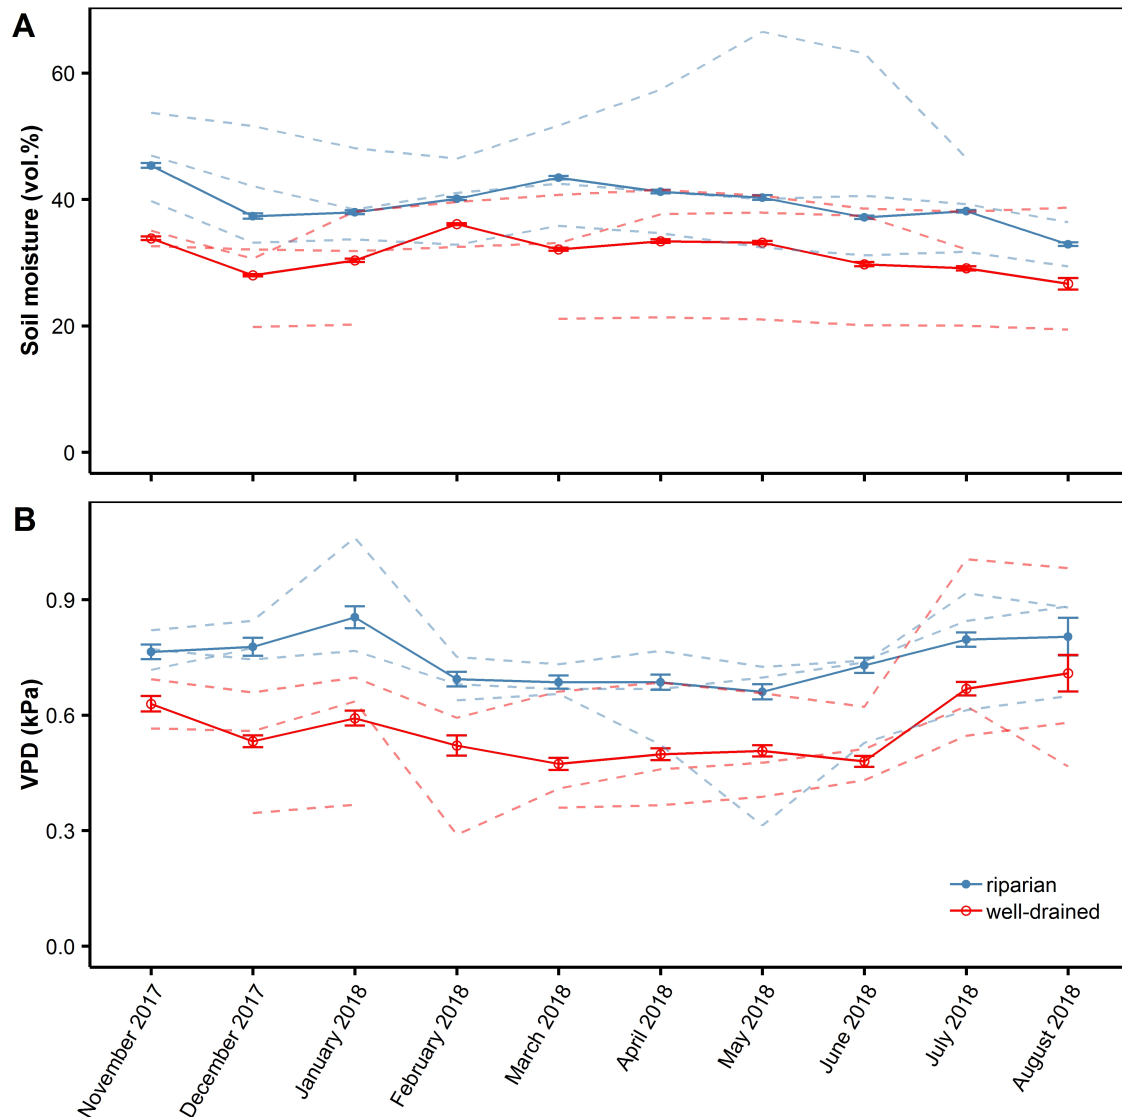 A
Soil moisture (vol.%)
60
40
20
0
B
VPD (kPa)
0.9
0.6
0.3
0.0
riparian
well-drained
November 2017
December 2017
January 2018
February 2018
March 2018
April 2018
May 2018
June 2018
July 2018
August 2018